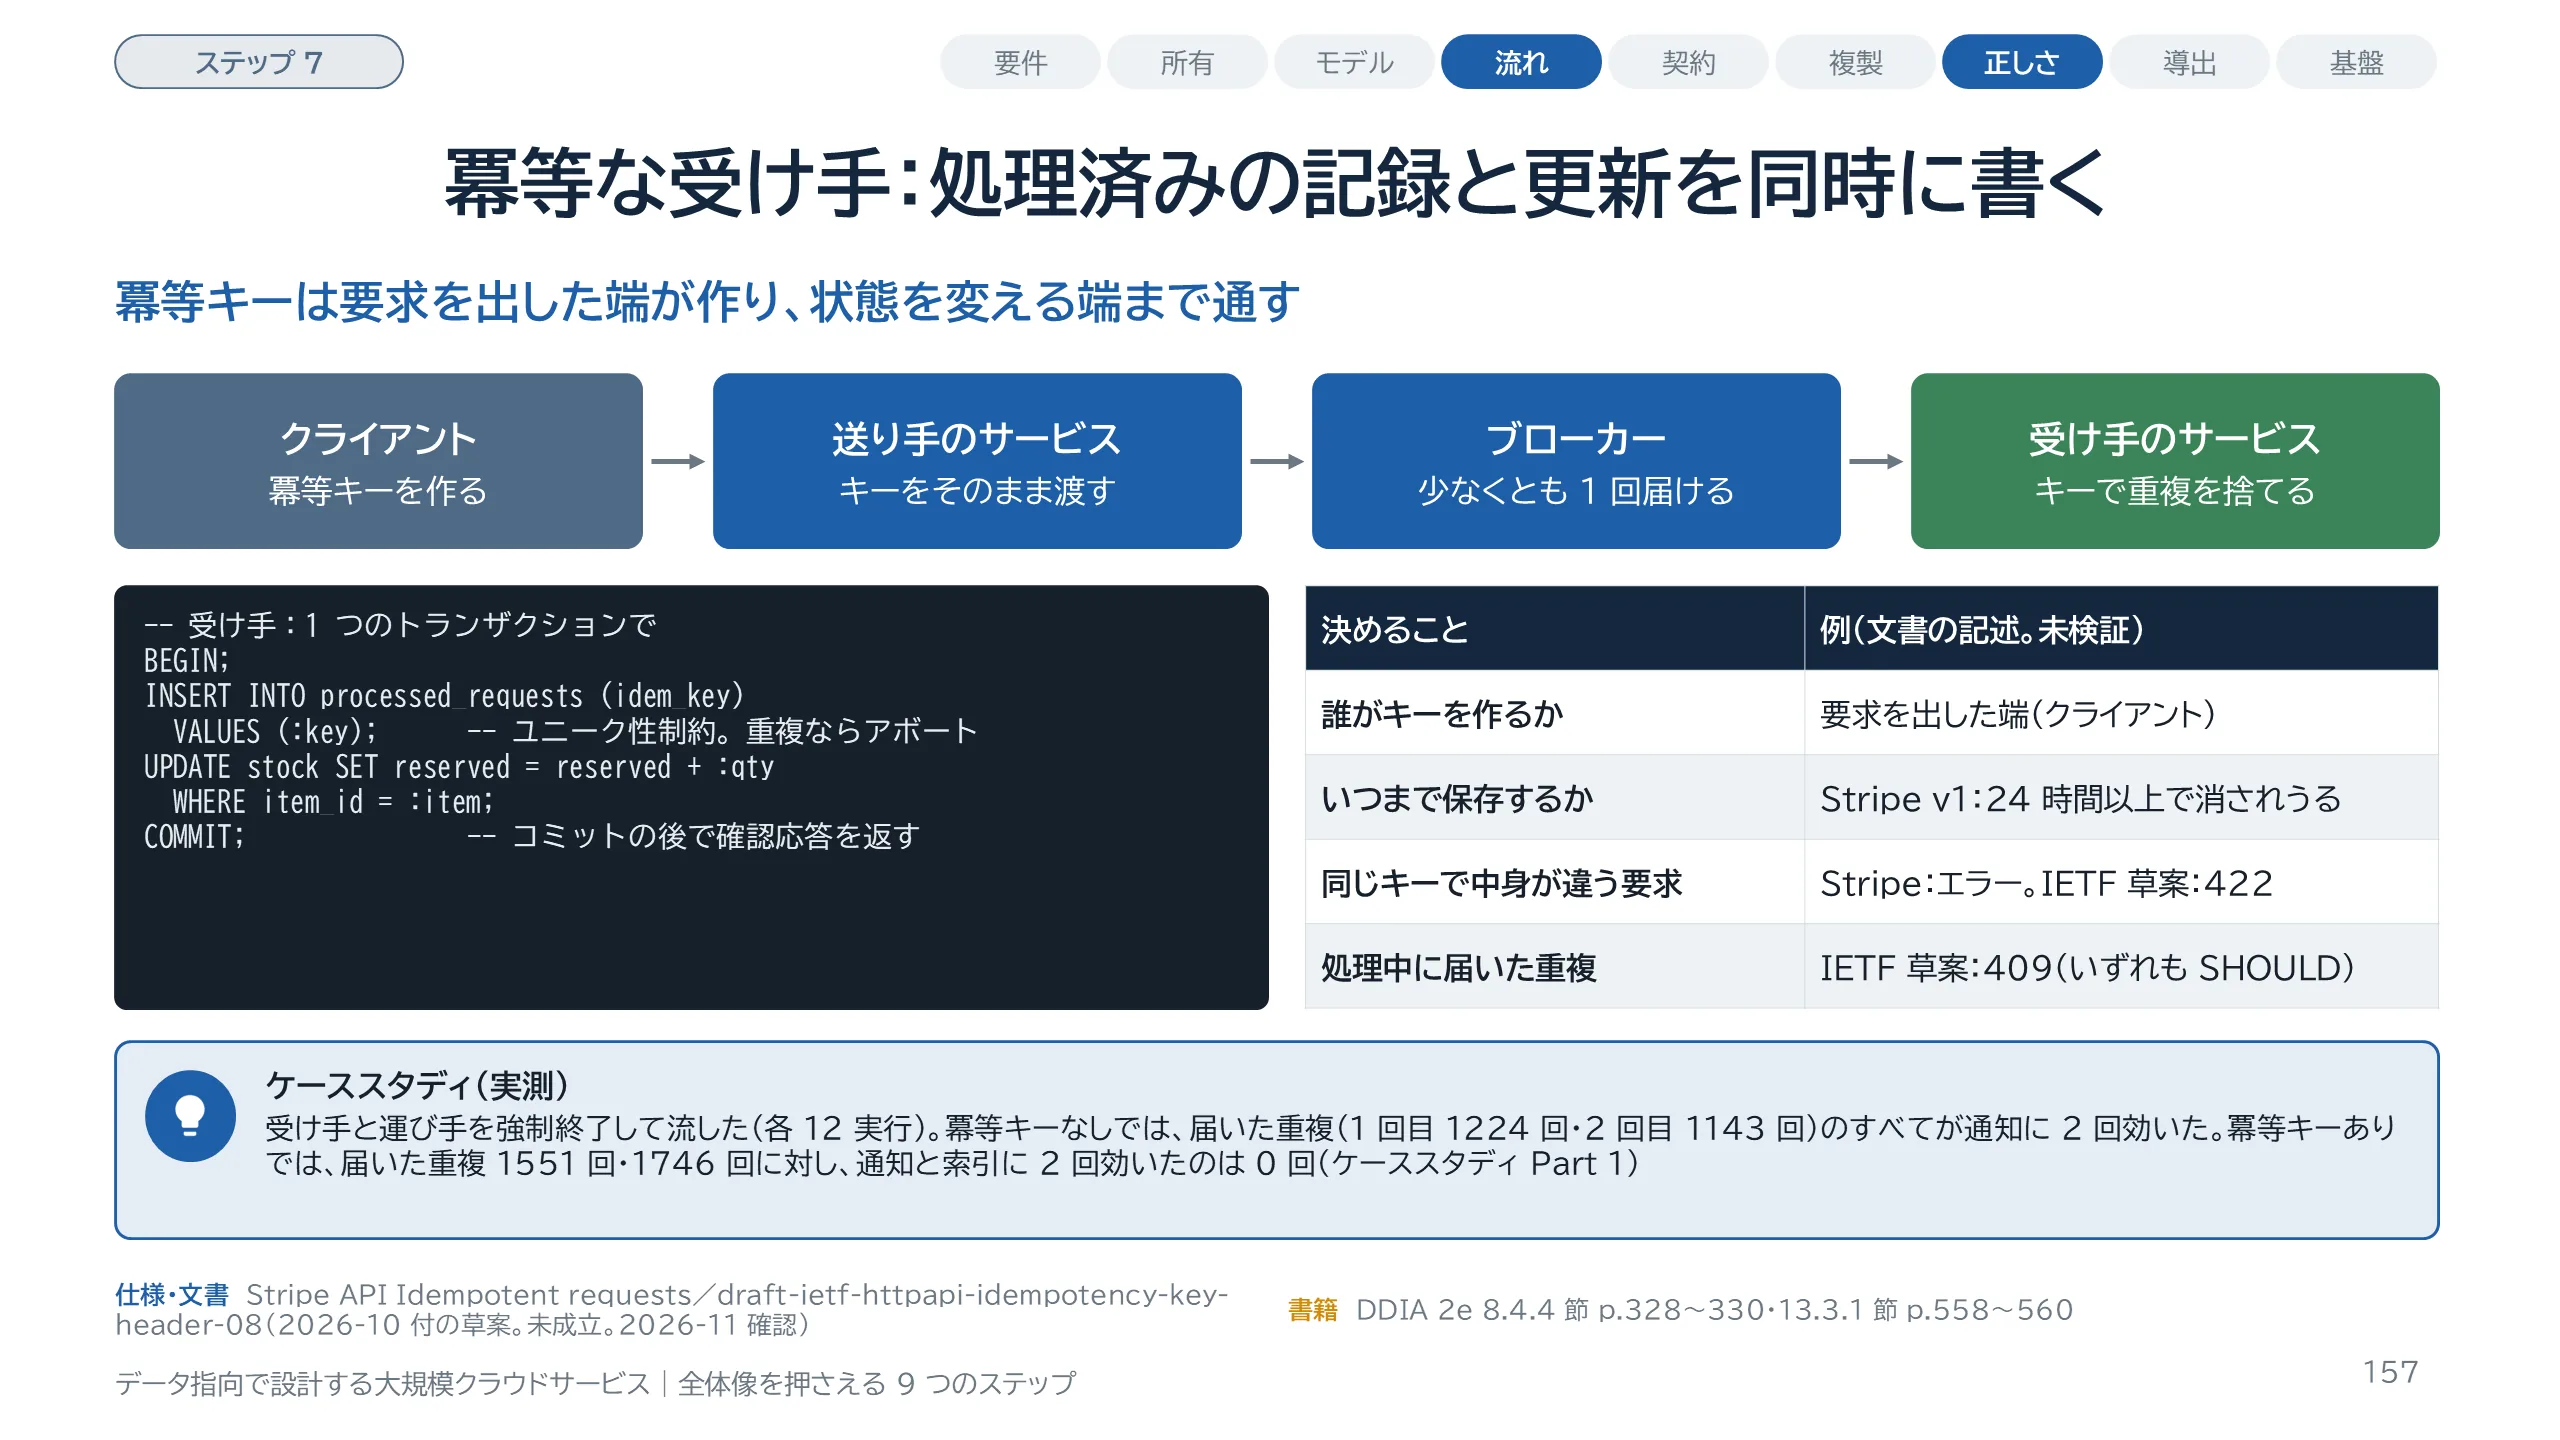 ステップ 7
要件
所有
モデル
流れ
契約
複製
正しさ
導出
基盤
冪等な受け手：処理済みの記録と更新を同時に書く
冪等キーは要求を出した端が作り、状態を変える端まで通す
クライアント
冪等キーを作る
送り手のサービス
キーをそのまま渡す
ブローカー
少なくとも 1 回届ける
受け手のサービス
キーで重複を捨てる
-- 受け手：1 つのトランザクションで
BEGIN;
INSERT INTO processed_requests (idem_key)
  VALUES (:key);      -- ユニーク性制約。重複ならアボート
UPDATE stock SET reserved = reserved + :qty
  WHERE item_id = :item;
COMMIT;               -- コミットの後で確認応答を返す
決めること
例（文書の記述。未検証）
誰がキーを作るか
要求を出した端（クライアント）
いつまで保存するか
Stripe v1：24 時間以上で消されうる
同じキーで中身が違う要求
Stripe：エラー。IETF 草案：422
処理中に届いた重複
IETF 草案：409（いずれも SHOULD）
ケーススタディ（実測）
受け手と運び手を強制終了して流した（各 12 実行）。冪等キーなしでは、届いた重複（1 回目 1224 回・2 回目 1143 回）のすべてが通知に 2 回効いた。冪等キーあり
では、届いた重複 1551 回・1746 回に対し、通知と索引に 2 回効いたのは 0 回（ケーススタディ Part 1）
仕様・文書 Stripe API Idempotent requests／draft-ietf-httpapi-idempotency-key-
header-08（2026-10 付の草案。未成立。2026-11 確認）
書籍 DDIA 2e 8.4.4 節 p.328～330・13.3.1 節 p.558～560
データ指向で設計する大規模クラウドサービス｜全体像を押さえる 9 つのステップ
157